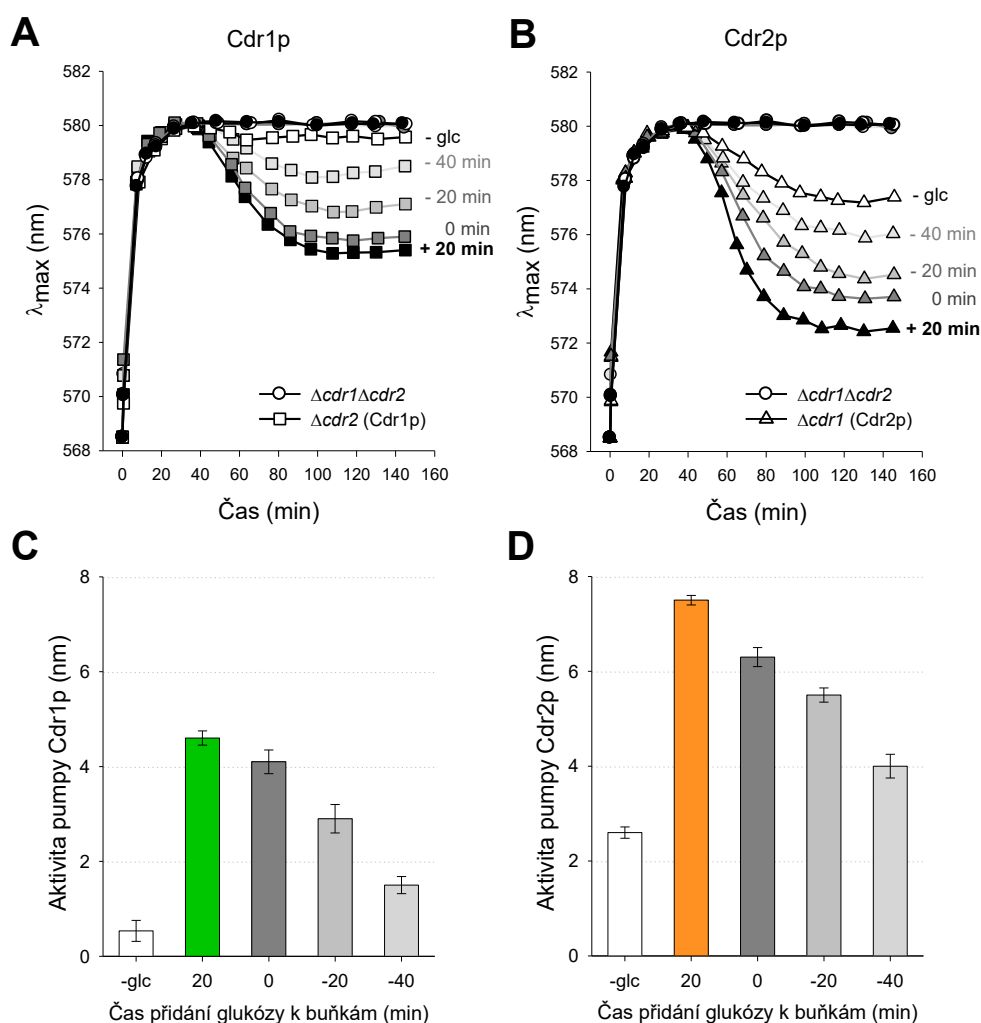 A
Cdr1p
582
580
578
576
574
572
570
568
λmax (nm)
0 20 40 60 80 100 120 140 160
Čas (min)
- glc
- 40 min
- 20 min
0 min
+ 20 min
Δcdr1Δcdr2
Δcdr2 (Cdr1p)
B
Cdr2p
582
580
578
576
574
572
570
568
λmax (nm)
0 20 40 60 80 100 120 140 160
Čas (min)
- glc
- 40 min
- 20 min
0 min
+ 20 min
Δcdr1Δcdr2
Δcdr1 (Cdr2p)
C
8
6
4
2
0
Aktivita pumpy Cdr1p (nm)
-glc 20 0 -20 -40
Čas přidání glukózy k buňkám (min)
D
8
6
4
2
0
Aktivita pumpy Cdr2p (nm)
-glc 20 0 -20 -40
Čas přidání glukózy k buňkám (min)